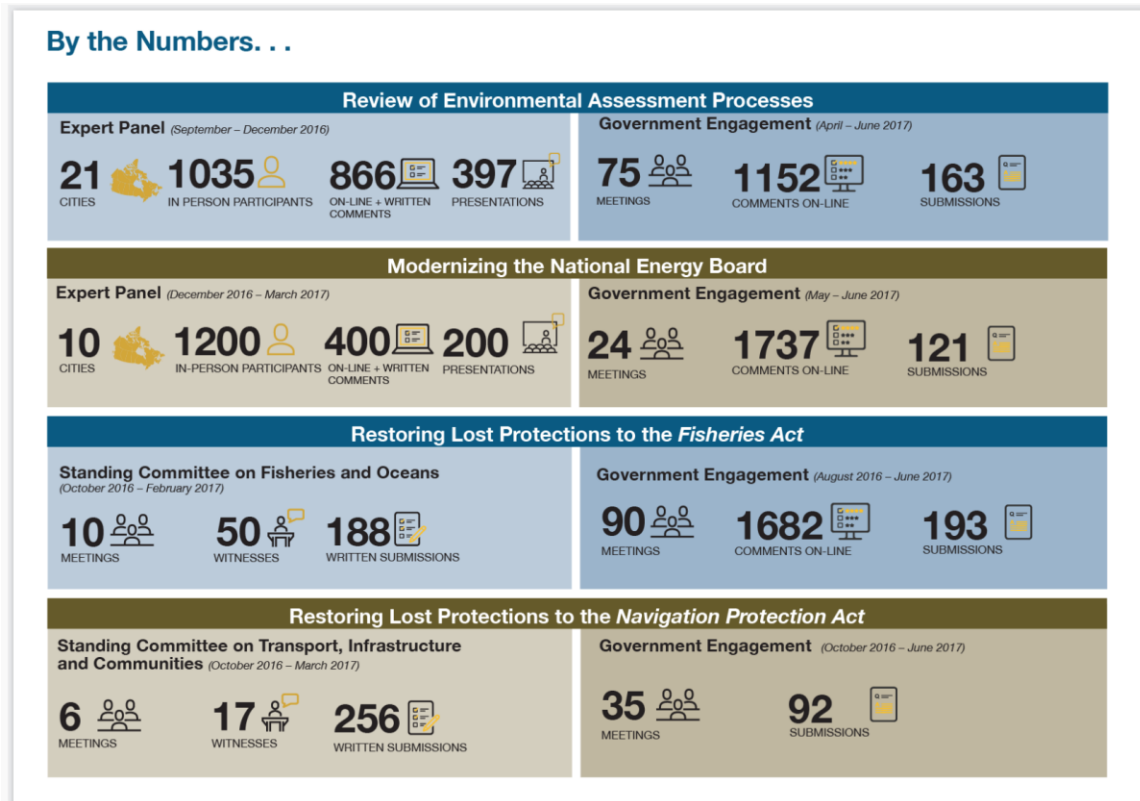 By the Numbers. . .
Review of Environmental Assessment Processes
Expert Panel (September – December 2016)
21
CITIES
1035
IN PERSON PARTICIPANTS
866
ON-LINE + WRITTEN
COMMENTS
397
PRESENTATIONS
Government Engagement (April – June 2017)
75
MEETINGS
1152
COMMENTS ON-LINE
163
SUBMISSIONS
Modernizing the National Energy Board
Expert Panel (December 2016 – March 2017)
10
CITIES
1200
IN-PERSON PARTICIPANTS
400
ON-LINE + WRITTEN
COMMENTS
200
PRESENTATIONS
Government Engagement (May – June 2017)
24
MEETINGS
1737
COMMENTS ON-LINE
121
SUBMISSIONS
Restoring Lost Protections to the Fisheries Act
Standing Committee on Fisheries and Oceans
(October 2016 – February 2017)
10
MEETINGS
50
WITNESSES
188
WRITTEN SUBMISSIONS
Government Engagement (August 2016 – June 2017)
90
MEETINGS
1682
COMMENTS ON-LINE
193
SUBMISSIONS
Restoring Lost Protections to the Navigation Protection Act
Standing Committee on Transport, Infrastructure
and Communities (October 2016 – March 2017)
6
MEETINGS
17
WITNESSES
256
WRITTEN SUBMISSIONS
Government Engagement (October 2016 – June 2017)
35
MEETINGS
92
SUBMISSIONS